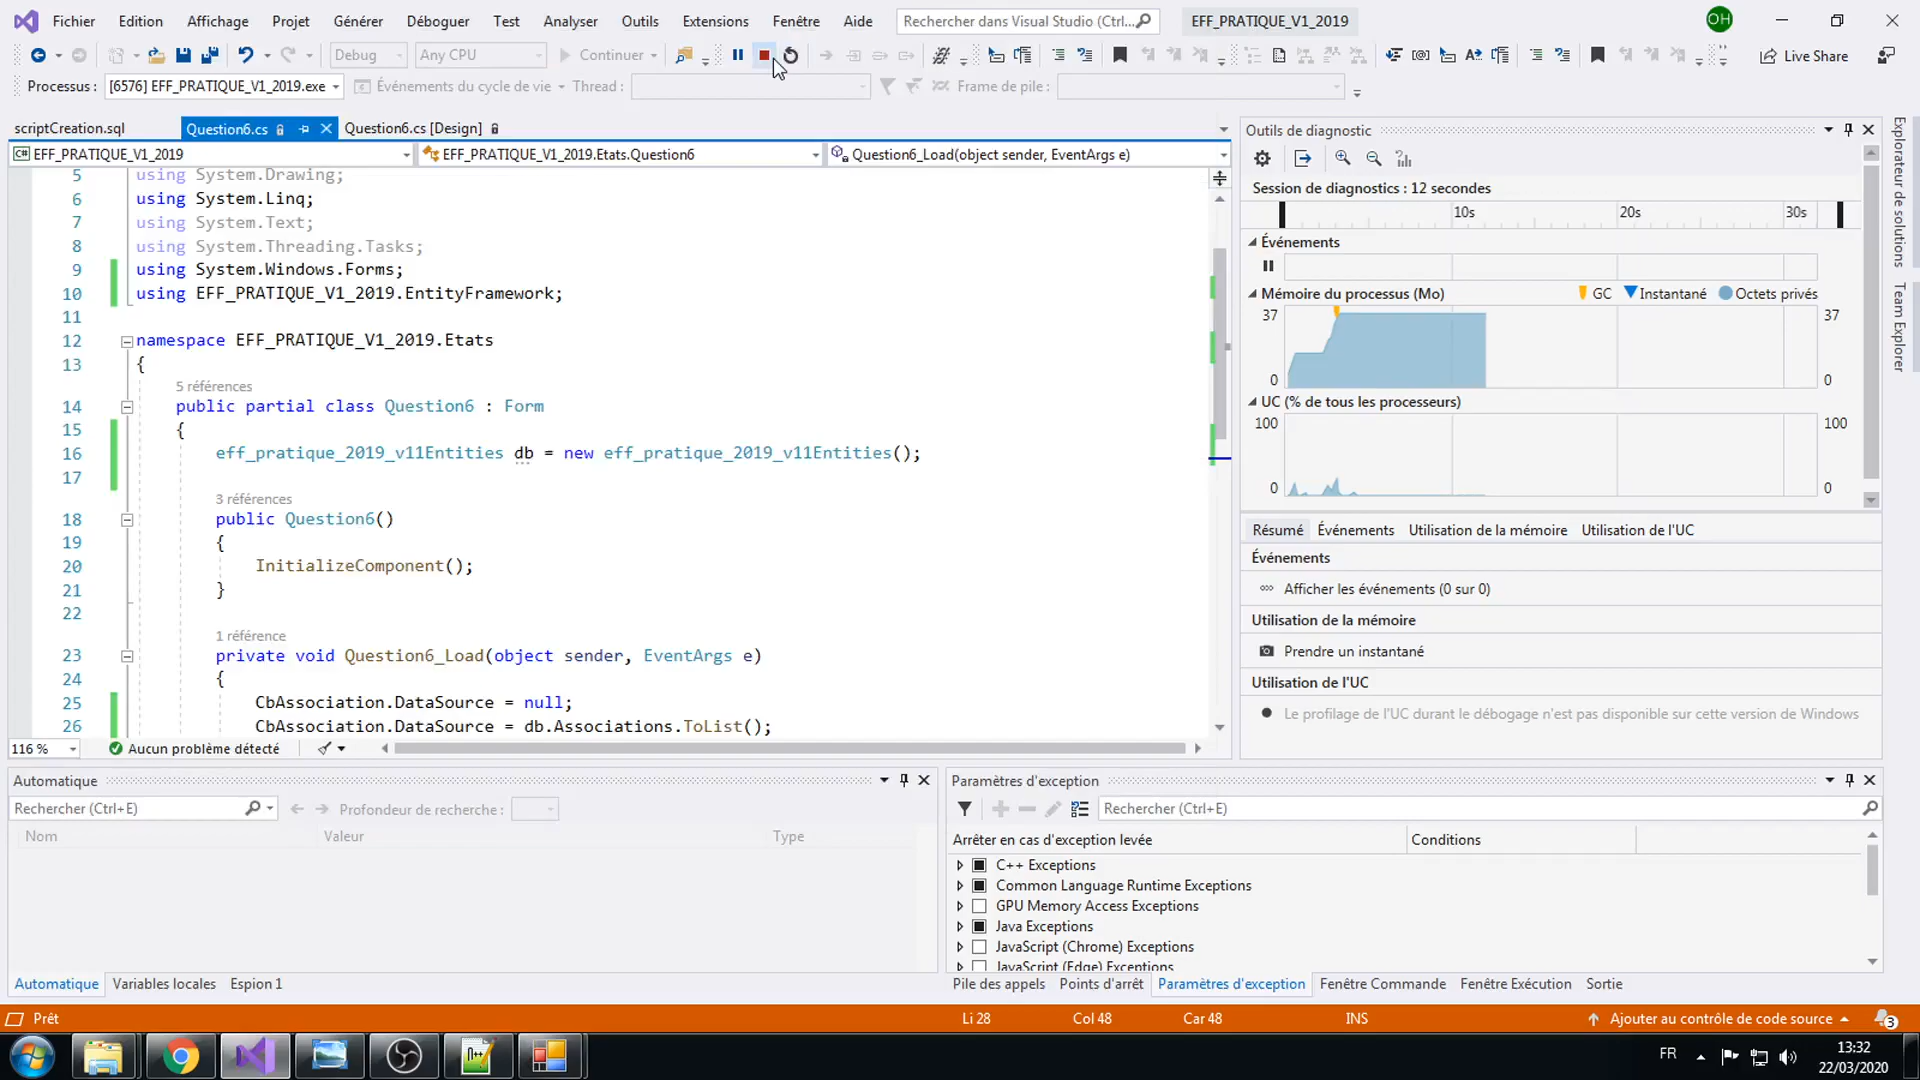 Fichier Edition Affichage Projet Générer Déboguer Test Analyser Outils Extensions Fenêtre Aide Rechercher dans Visual Studio (Ctrl... EFF_PRATIQUE_V1_2019 OH
Debug Any CPU Continuer Live Share
Processus : [6576] EFF_PRATIQUE_V1_2019.exe Événements du cycle de vie Thread : Frame de pile :
scriptCreation.sql Question6.cs Question6.cs [Design]
C# EFF_PRATIQUE_V1_2019 EFF_PRATIQUE_V1_2019.Etats.Question6 Question6_Load(object sender, EventArgs e)
5 using System.Drawing;
6 using System.Linq;
7 using System.Text;
8 using System.Threading.Tasks;
9 using System.Windows.Forms;
10 using EFF_PRATIQUE_V1_2019.EntityFramework;
11
12 namespace EFF_PRATIQUE_V1_2019.Etats
13 {
5 références
14 public partial class Question6 : Form
15 {
16 eff_pratique_2019_v11Entities db = new eff_pratique_2019_v11Entities();
17
3 références
18 public Question6()
19 {
20 InitializeComponent();
21 }
22
1 référence
23 private void Question6_Load(object sender, EventArgs e)
24 {
25 CbAssociation.DataSource = null;
26 CbAssociation.DataSource = db.Associations.ToList();
116 % Aucun problème détecté
Outils de diagnostic
Session de diagnostics : 12 secondes
10s 20s 30s
Événements
Mémoire du processus (Mo) GC Instantané Octets privés
37 37
0 0
UC (% de tous les processeurs)
100 100
0 0
Résumé Événements Utilisation de la mémoire Utilisation de l'UC
Événements
Afficher les événements (0 sur 0)
Utilisation de la mémoire
Prendre un instantané
Utilisation de l'UC
Le profilage de l'UC durant le débogage n'est pas disponible sur cette version de Windows
Explorateur de solutions
Team Explorer
Automatique
Rechercher (Ctrl+E) Profondeur de recherche :
Nom Valeur Type
Automatique Variables locales Espion 1
Paramètres d'exception
Rechercher (Ctrl+E)
Arrêter en cas d'exception levée Conditions
C++ Exceptions
Common Language Runtime Exceptions
GPU Memory Access Exceptions
Java Exceptions
JavaScript (Chrome) Exceptions
JavaScript (Edge) Exceptions
Pile des appels Points d'arrêt Paramètres d'exception Fenêtre Commande Fenêtre Exécution Sortie
Prêt Li 28 Col 48 Car 48 INS Ajouter au contrôle de code source 3
FR 13:32
22/03/2020